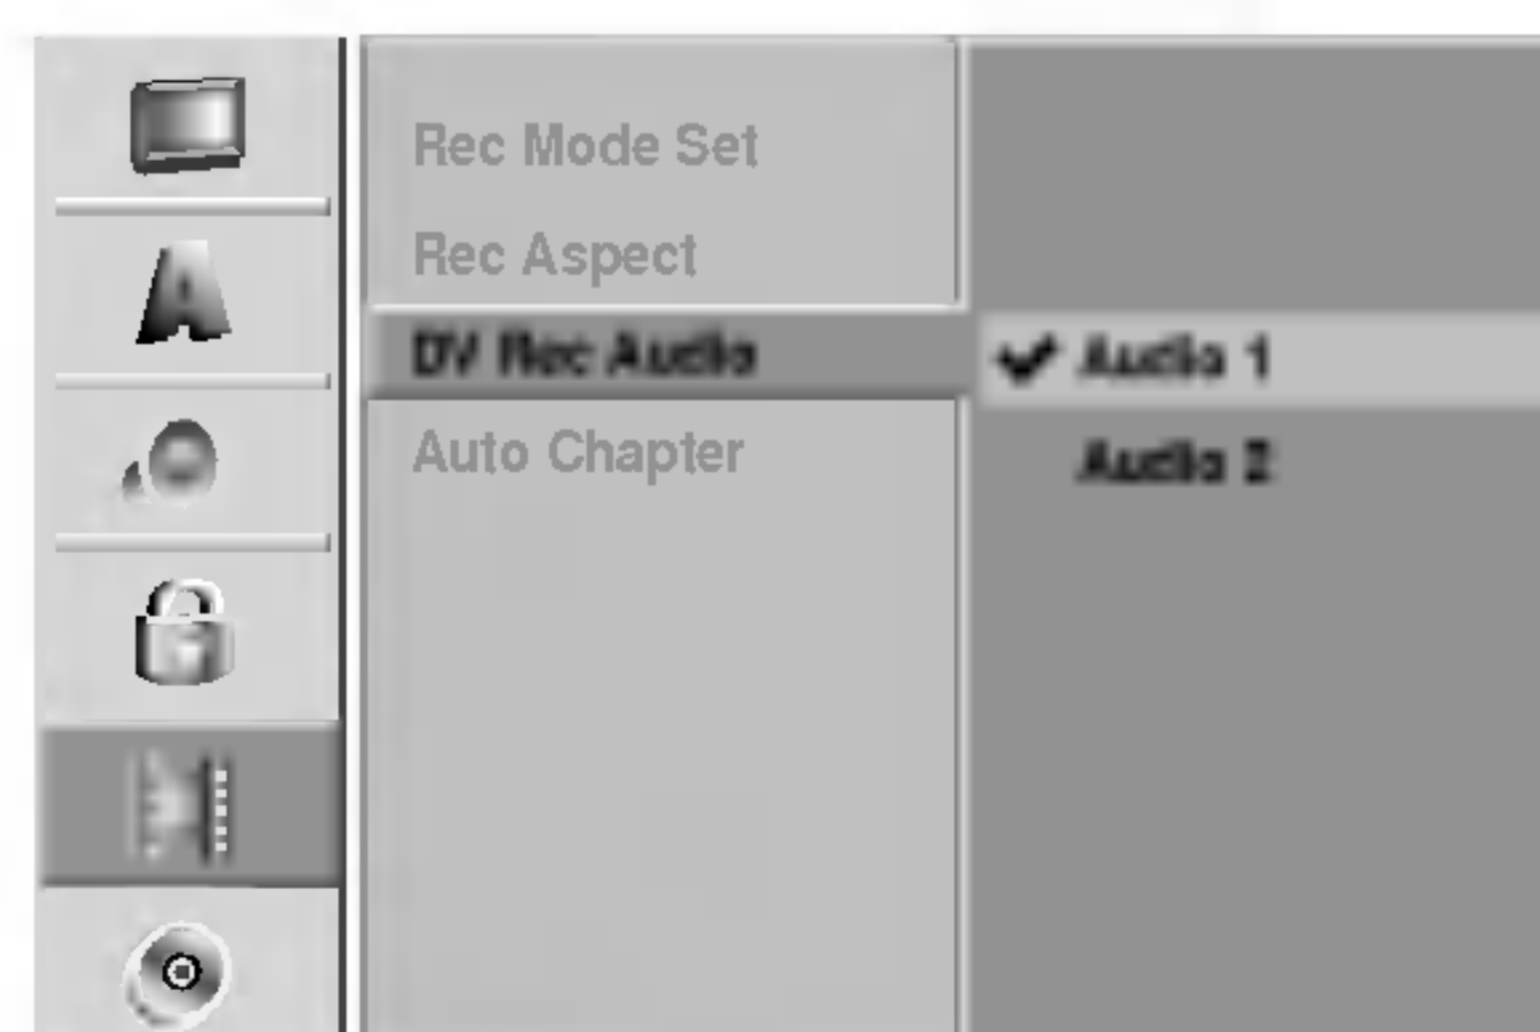 Rec Mode Set
Rec Aspect
DV Rec Audio
Audio 1
Audio 2
Auto Chapter